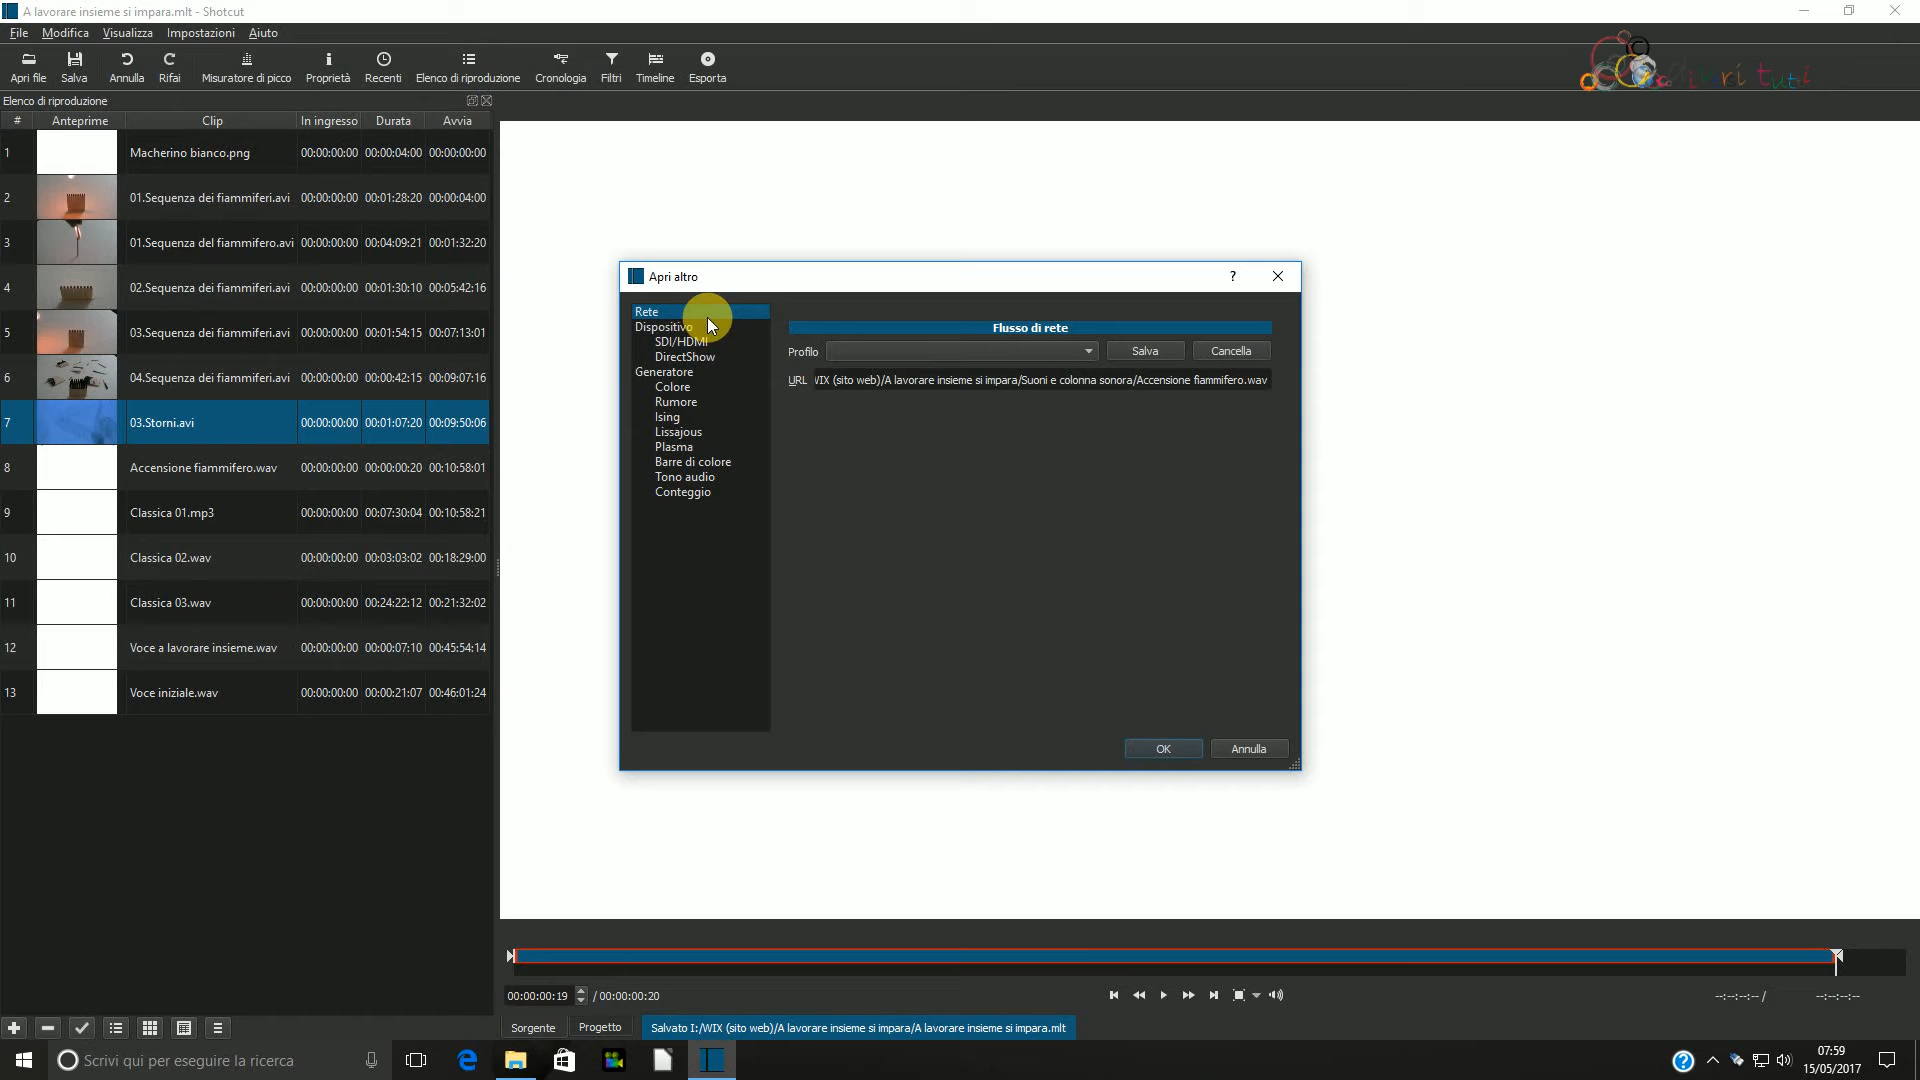 A lavorare insieme si impara.mlt - Shotcut
File Modifica Visualizza Impostazioni Aiuto
Apri file Salva Annulla Rifai Misuratore di picco Proprietà Recenti Elenco di riproduzione Cronologia Filtri Timeline Esporta
Elenco di riproduzione
# Anteprime Clip In ingresso Durata Avvia
1 Macherino bianco.png 00:00:00:00 00:00:04:00 00:00:00:00
2 01.Sequenza dei fiammiferi.avi 00:00:00:00 00:01:28:20 00:00:04:00
3 01.Sequenza del fiammifero.avi 00:00:00:00 00:04:09:21 00:01:32:20
4 02.Sequenza dei fiammiferi.avi 00:00:00:00 00:01:30:10 00:05:42:16
5 03.Sequenza dei fiammiferi.avi 00:00:00:00 00:01:54:15 00:07:13:01
6 04.Sequenza dei fiammiferi.avi 00:00:00:00 00:00:42:15 00:09:07:16
7 03.Storni.avi 00:00:00:00 00:01:07:20 00:09:50:06
8 Accensione fiammifero.wav 00:00:00:00 00:00:00:20 00:10:58:01
9 Classica 01.mp3 00:00:00:00 00:07:30:04 00:10:58:21
10 Classica 02.wav 00:00:00:00 00:03:03:02 00:18:29:00
11 Classica 03.wav 00:00:00:00 00:24:22:12 00:21:32:02
12 Voce a lavorare insieme.wav 00:00:00:00 00:00:07:10 00:45:54:14
13 Voce iniziale.wav 00:00:00:00 00:00:21:07 00:46:01:24
Apri altro ?
Rete
Dispositivo
SDI/HDMI
DirectShow
Generatore
Colore
Rumore
Ising
Lissajous
Plasma
Barre di colore
Tono audio
Conteggio
Flusso di rete
Profilo Salva Cancella
URL WIX (sito web)/A lavorare insieme si impara/Suoni e colonna sonora/Accensione fiammifero.wav
OK Annulla
00:00:00:19 / 00:00:00:20 --:--:--:-- / --:--:--:--
Sorgente Progetto Salvato I:/WIX (sito web)/A lavorare insieme si impara/A lavorare insieme si impara.mlt
Scrivi qui per eseguire la ricerca
07:59
15/05/2017